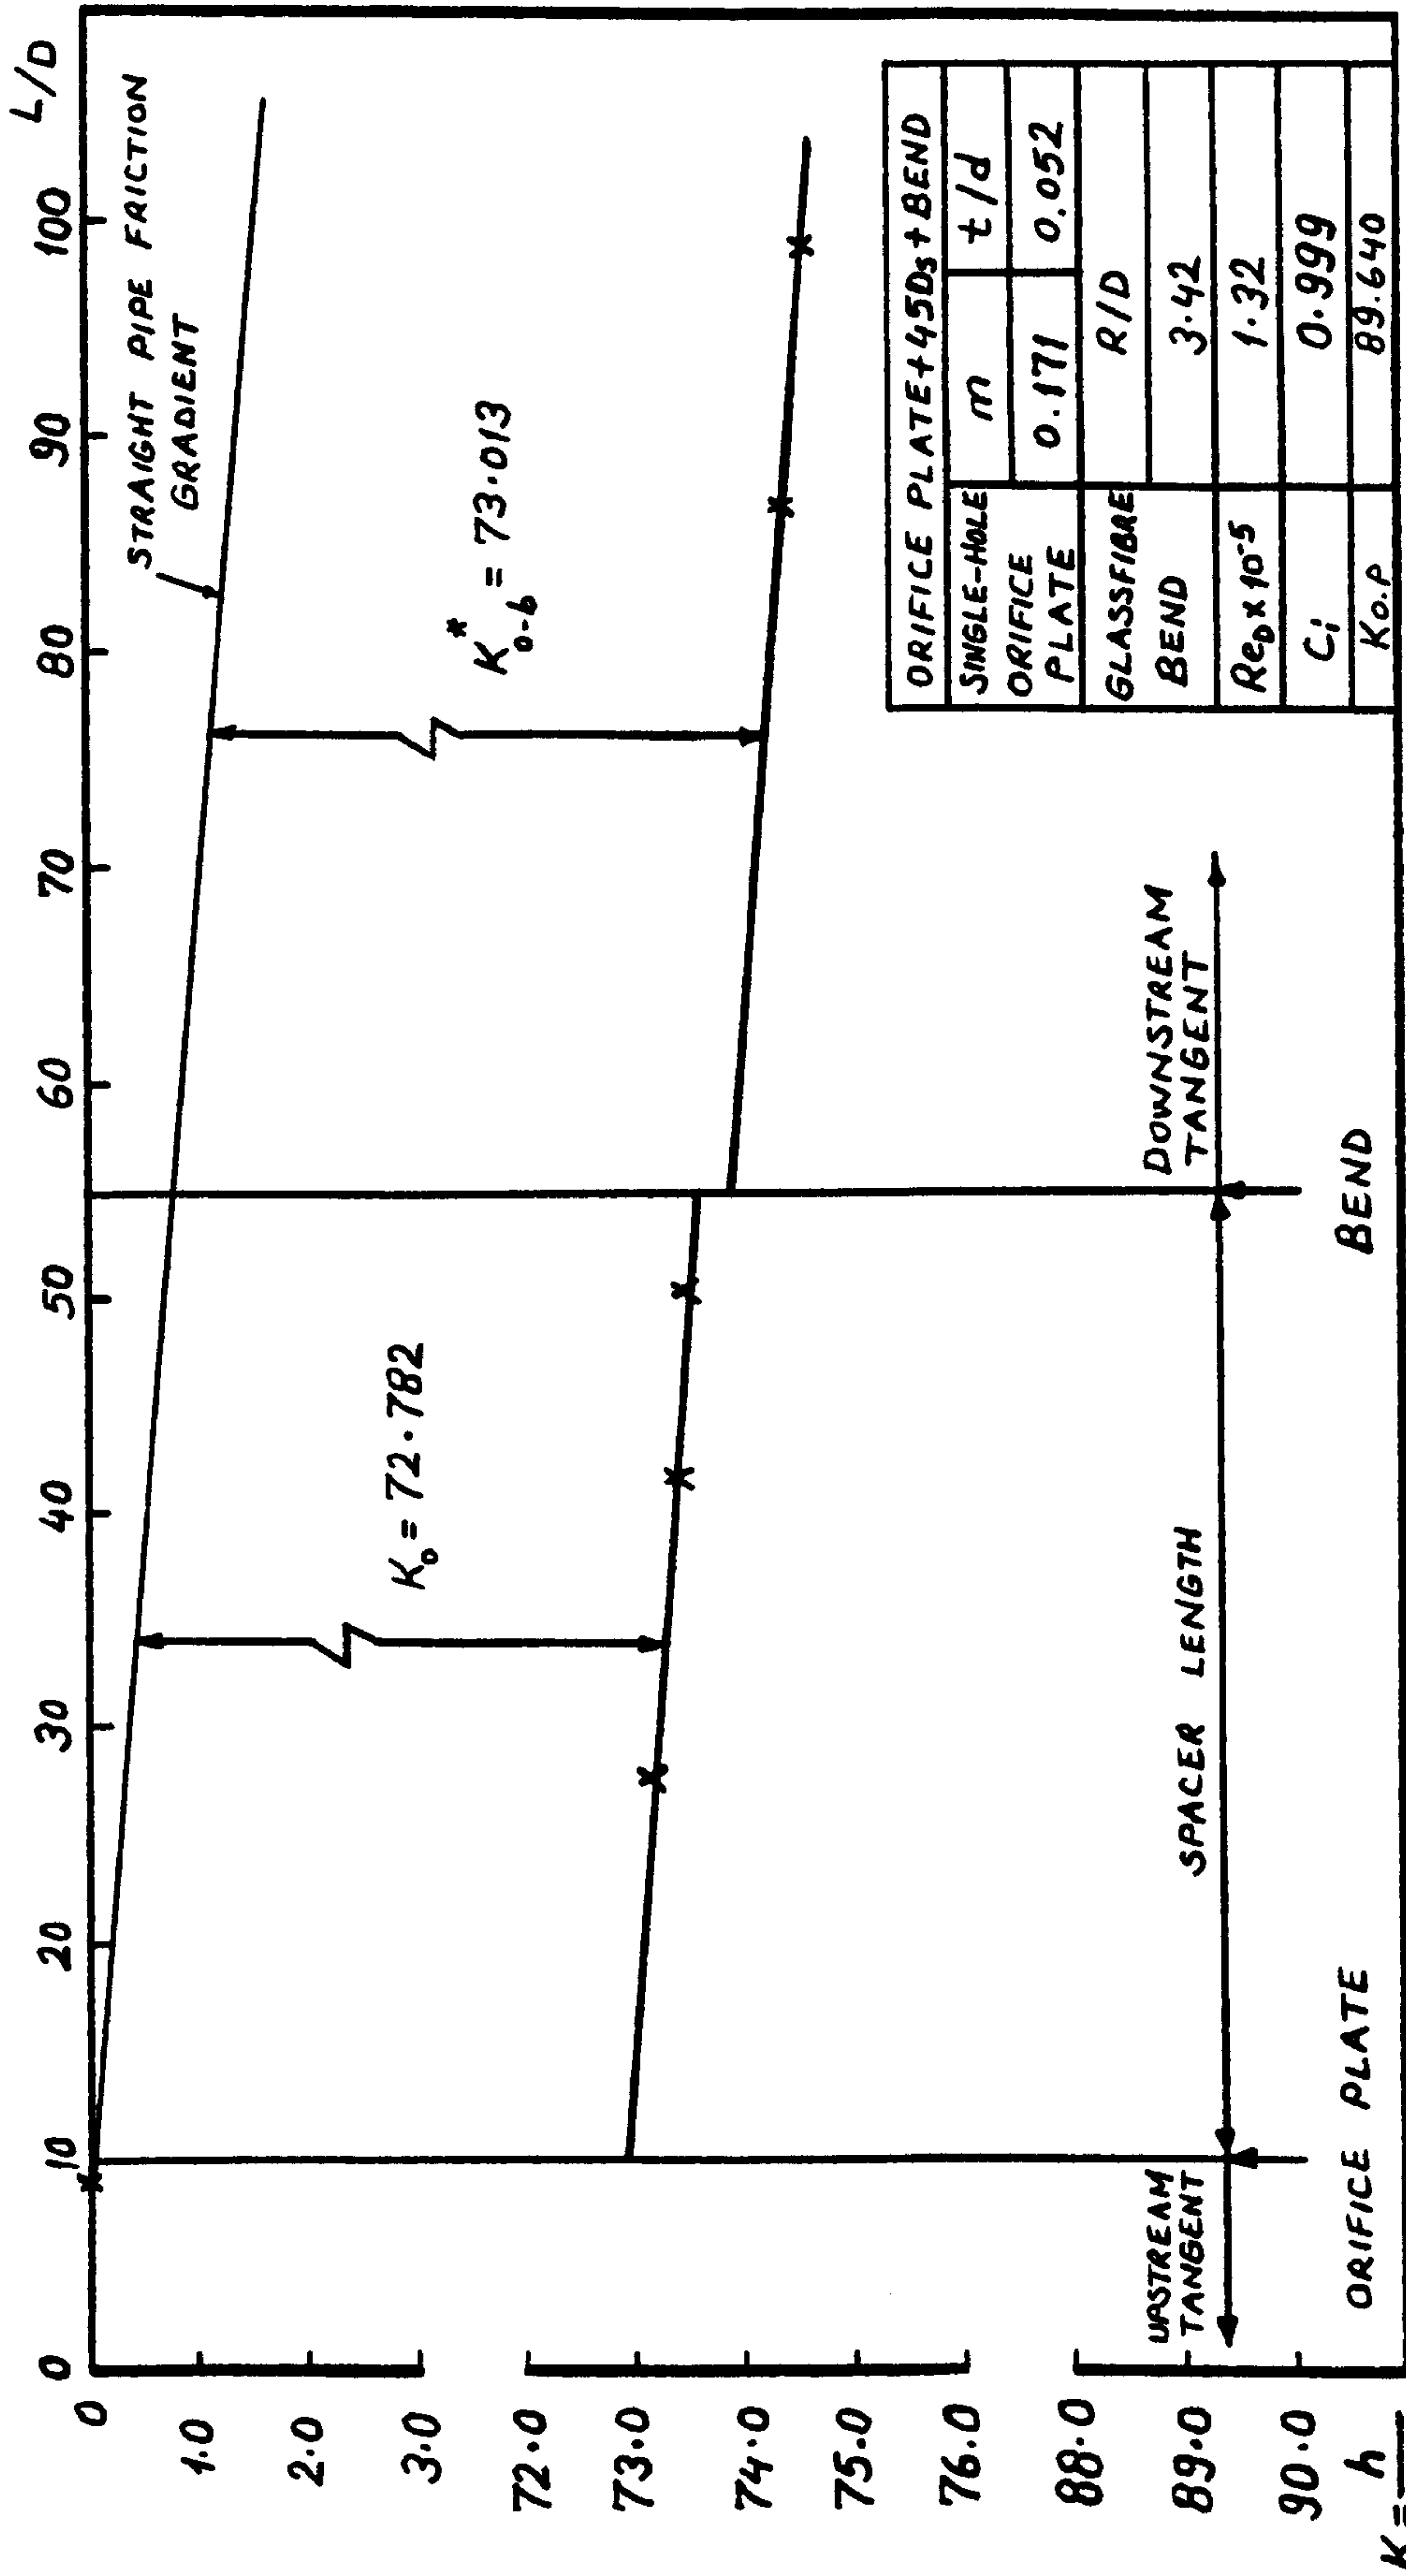 L/D
0 10 20 30 40 50 60 70 80 90 100
0
1.0
2.0
3.0
72.0
73.0
74.0
75.0
76.0
88.0
89.0
90.0
K = h
STRAIGHT PIPE FRICTION
GRADIENT
K₀ = 72.782
K*₀₋b = 73.013
UPSTREAM
TANGENT
SPACER LENGTH
DOWNSTREAM
TANGENT
ORIFICE PLATE
BEND
ORIFICE PLATE+45Ds+BEND
SINGLE-HOLE m t/d
ORIFICE
PLATE 0.171 0.052
GLASSFIBRE R/D
BEND 3.42
Re_D x 10⁻⁵ 1.32
Ci 0.999
Ko.P 89.640